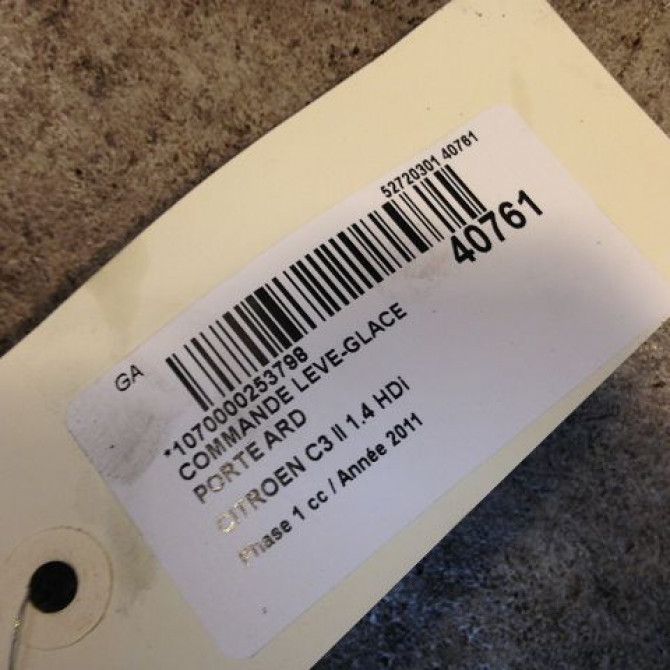 52720301 40761
40761
GA
*1070000253798
COMMANDE LEVE-GLACE
PORTE ARD
CITROEN C3 II 1.4 HDi
Phase 1 cc / Année 2011